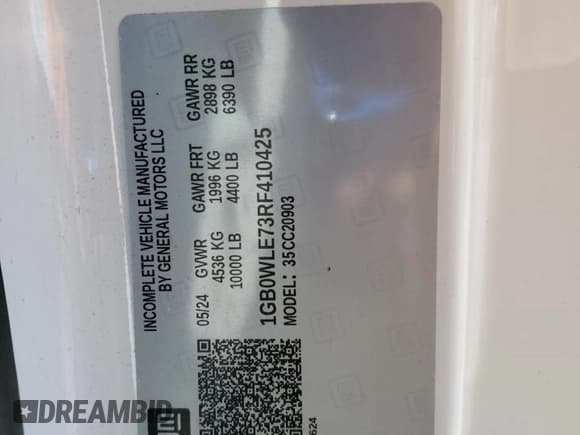 INCOMPLETE VEHICLE MANUFACTURED
BY GENERAL MOTORS LLC
05/24 GVWR GAWR FRT GAWR RR
4536 KG 1996 KG 2898 KG
10000 LB 4400 LB 6390 LB
1GB0WLE73RF410425
MODEL: 35CC20903
624
DREAMBID